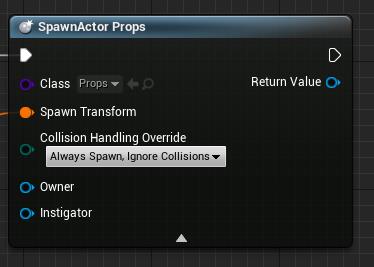 SpawnActor Props
Class Props
Return Value
Spawn Transform
Collision Handling Override
Always Spawn, Ignore Collisions
Owner
Instigator